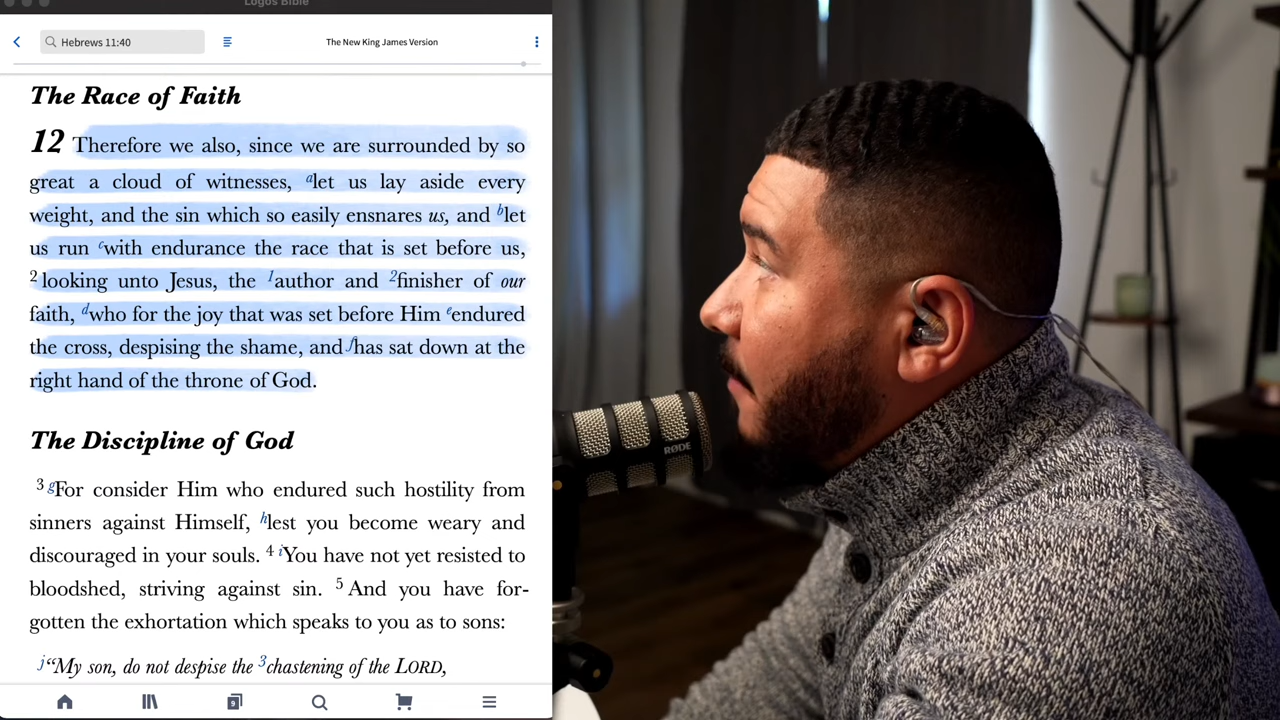 Logos Bible
Hebrews 11:40
The New King James Version
The Race of Faith
12 Therefore we also, since we are surrounded by so
great a cloud of witnesses, a let us lay aside every
weight, and the sin which so easily ensnares us, and b let
us run c with endurance the race that is set before us,
2 looking unto Jesus, the 1 author and 2 finisher of our
faith, d who for the joy that was set before Him e endured
the cross, despising the shame, and f has sat down at the
right hand of the throne of God.
The Discipline of God
3 g For consider Him who endured such hostility from
sinners against Himself, h lest you become weary and
discouraged in your souls. 4 i You have not yet resisted to
bloodshed, striving against sin. 5 And you have for-
gotten the exhortation which speaks to you as to sons:
j “My son, do not despise the 3 chastening of the LORD,
9
RØDE